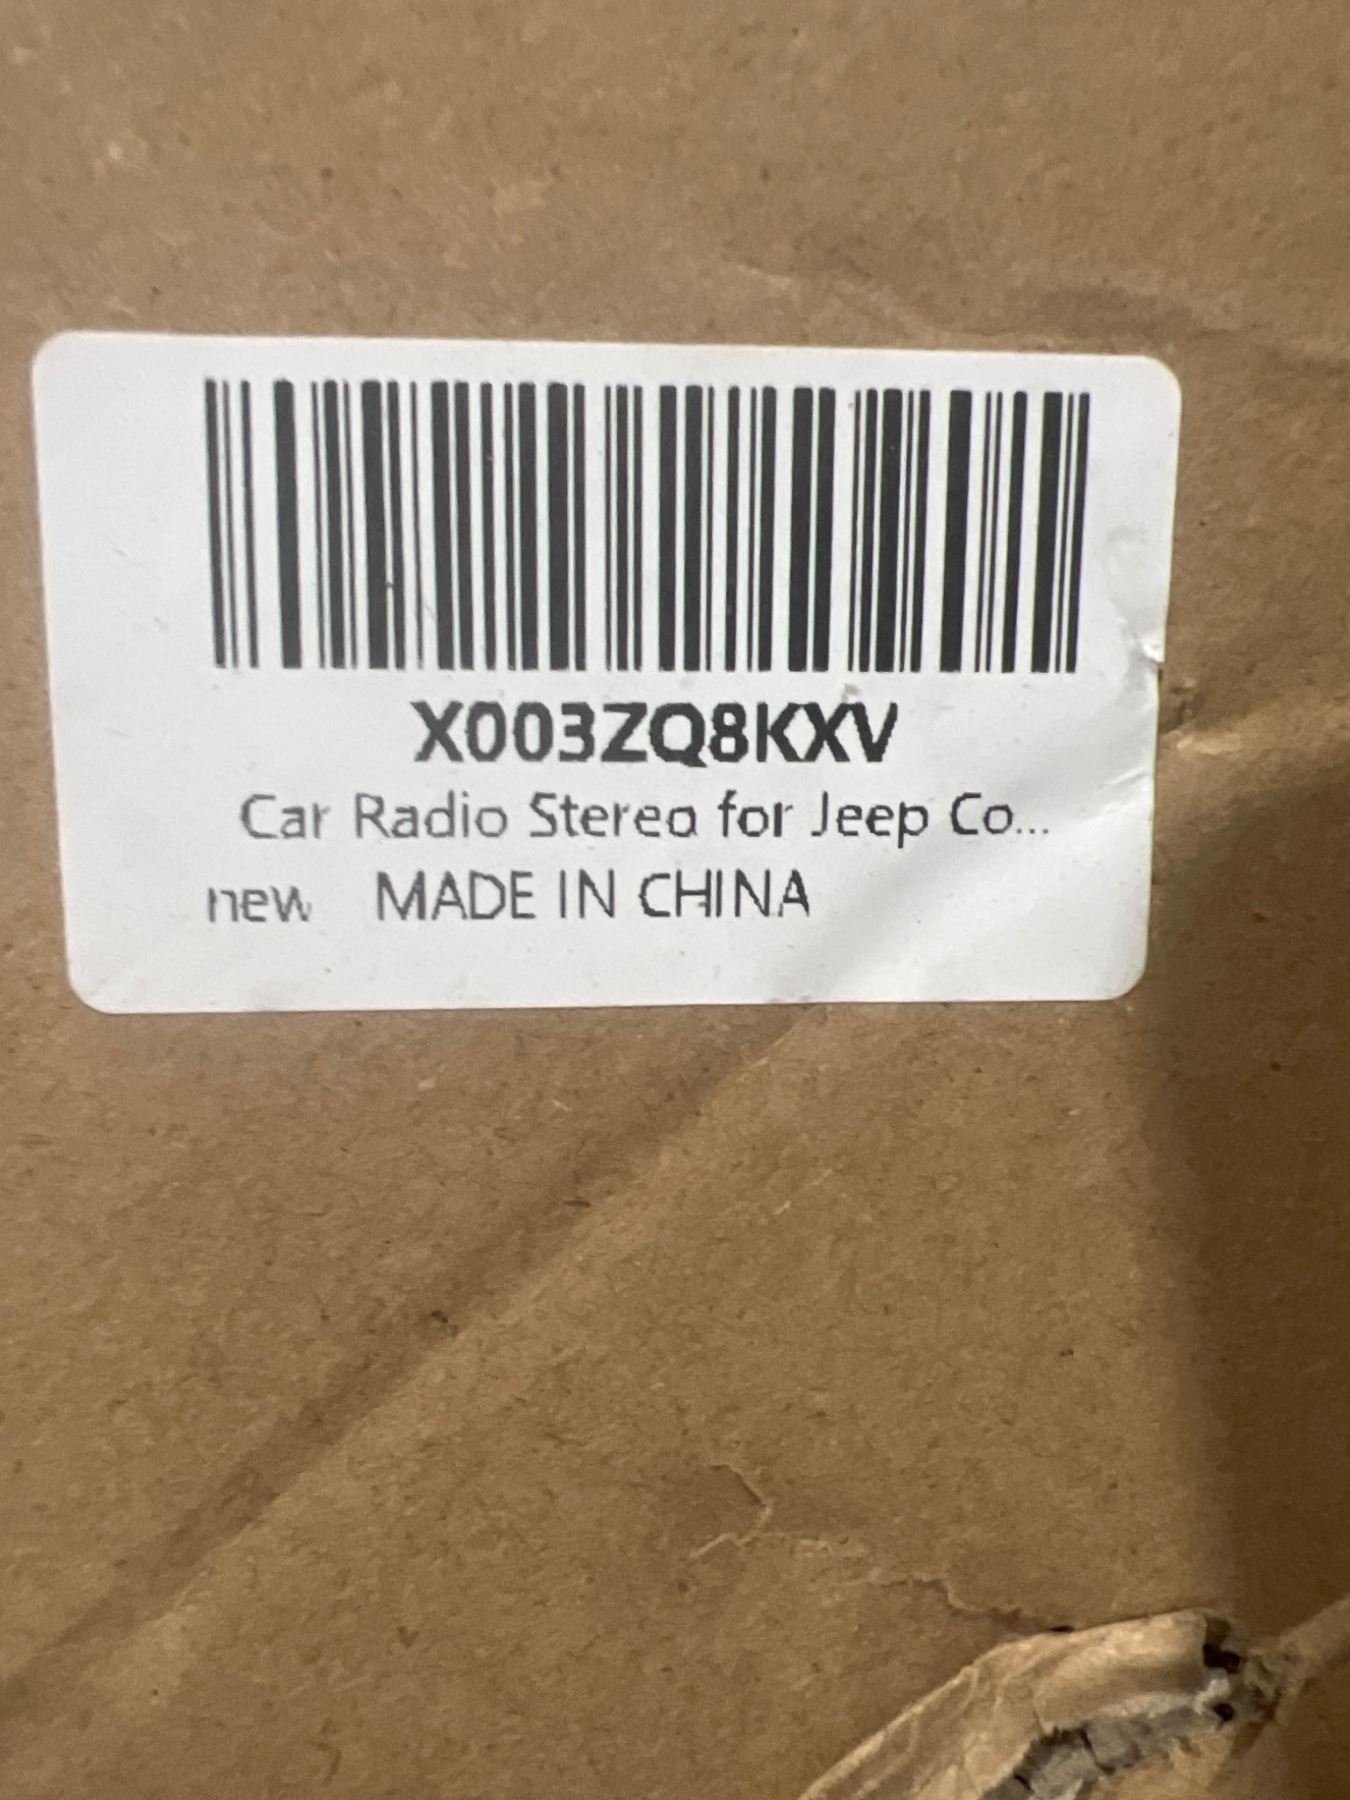 X003ZQ8KXV
Car Radio Stereo for Jeep Co...
new MADE IN CHINA